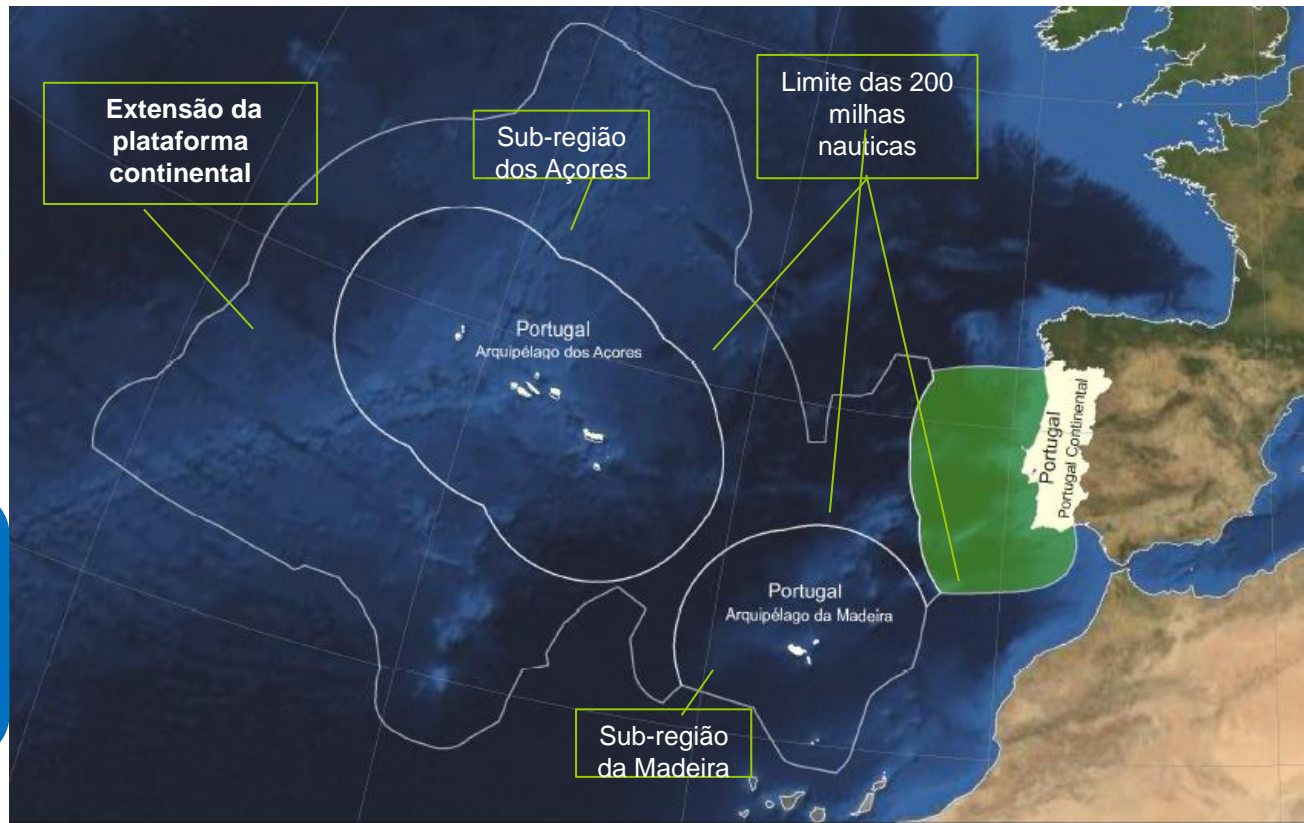 Extensão da
plataforma
continental
Sub-região
dos Açores
Limite das 200
milhas
nauticas
Portugal
Arquipélago dos Açores
Portugal
Portugal Continental
Portugal
Arquipélago da Madeira
Sub-região
da Madeira